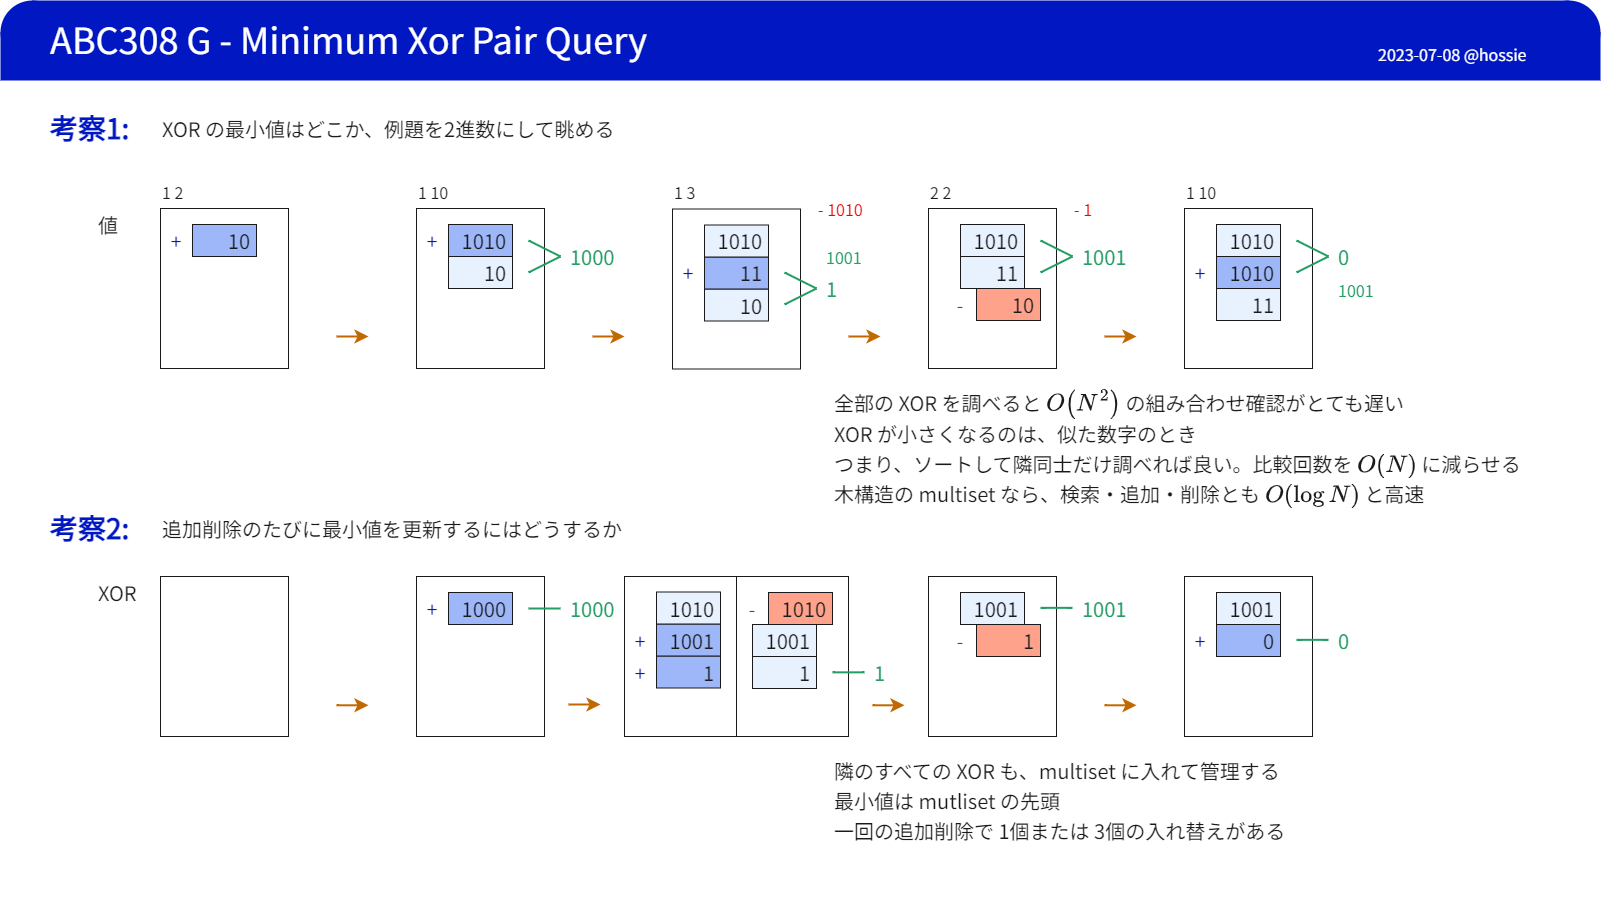 ABC308 G - Minimum Xor Pair Query
2023-07-08 @hossie
考察1:
XOR の最小値はどこか、例題を2進数にして眺める
値
1 2
+ 10
1 10
+ 1010
10
1000
1 3
1010
+ 11
10
- 1010
1001
1
2 2
1010
11
- 10
- 1
1001
1 10
1010
+ 1010
11
0
1001
全部の XOR を調べると O(N²) の組み合わせ確認がとても遅い
XOR が小さくなるのは、似た数字のとき
つまり、ソートして隣同士だけ調べれば良い。比較回数を O(N) に減らせる
木構造の multiset なら、検索・追加・削除とも O(log N) と高速
考察2:
追加削除のたびに最小値を更新するにはどうするか
XOR
+ 1000
1000
1010
+ 1001
+ 1
- 1010
1001
1
1
1001
- 1
1001
1001
+ 0
0
隣のすべての XOR も、multiset に入れて管理する
最小値は mutliset の先頭
一回の追加削除で 1個または 3個の入れ替えがある